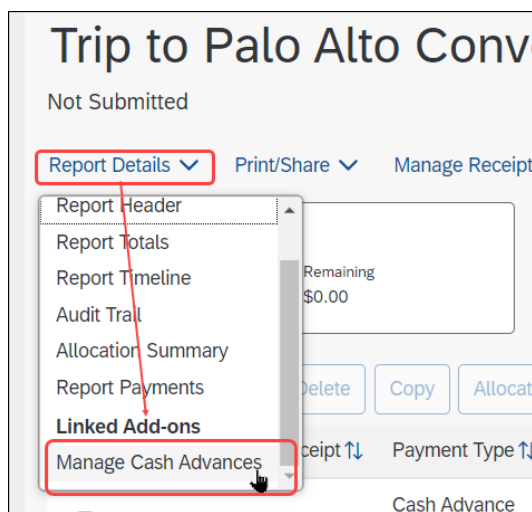 Trip to Palo Alto Conv
Not Submitted
Report Details Print/Share Manage Receipt
Report Header
Report Totals
Report Timeline
Remaining
$0.00
Audit Trail
Allocation Summary
Report Payments
Delete Copy Allocat
Linked Add-ons
Manage Cash Advances
ceipt Payment Type
Cash Advance